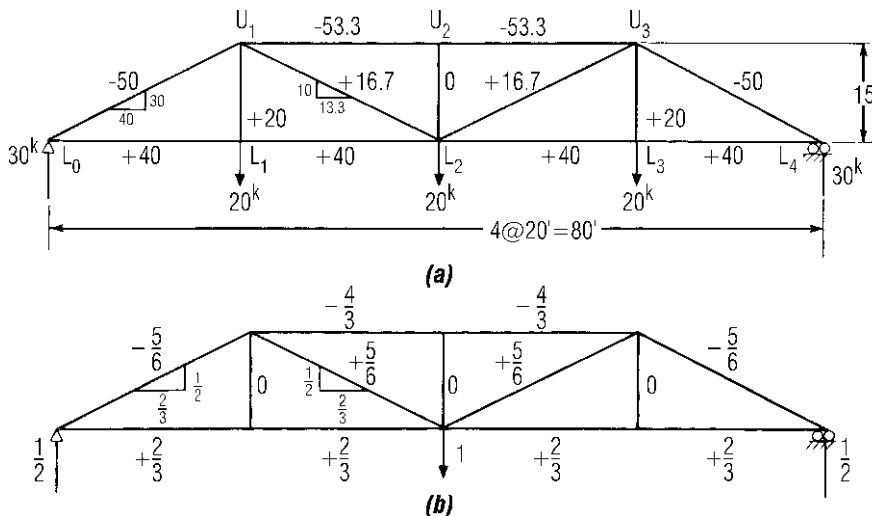 U₁ -53.3 U₂ -53.3 U₃
-50 30 40 10 13.3 +16.7 0 +16.7 -50 15
+20 +20
30ᵏ L₀ +40 L₁ +40 L₂ +40 L₃ +40 L₄ 30ᵏ
20ᵏ 20ᵏ 20ᵏ
4@20'=80'
(a)
-4/3 -4/3
-5/6 1/2 2/3 0 1/2 2/3 +5/6 0 +5/6 0 -5/6
1/2 +2/3 +2/3 1 +2/3 +2/3 1/2
(b)